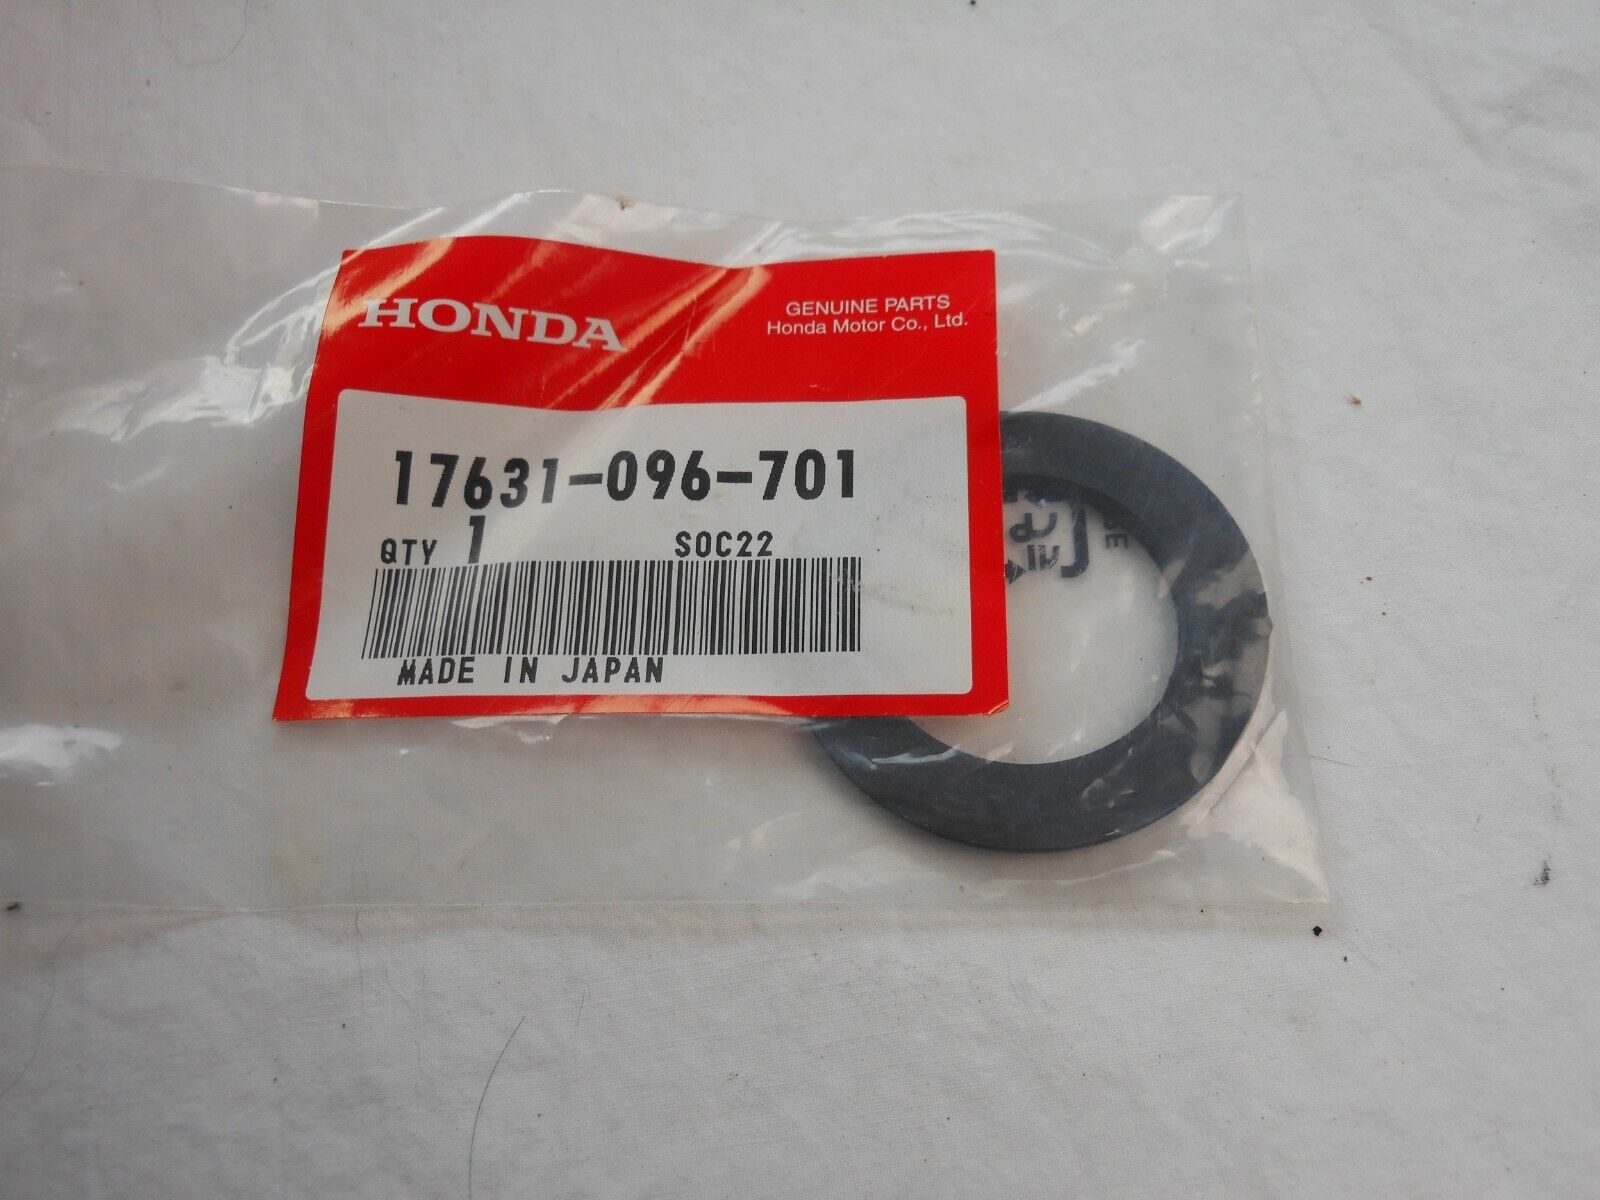 HONDA
GENUINE PARTS
Honda Motor Co., Ltd.
17631-096-701
QTY 1 SOC22
MADE IN JAPAN